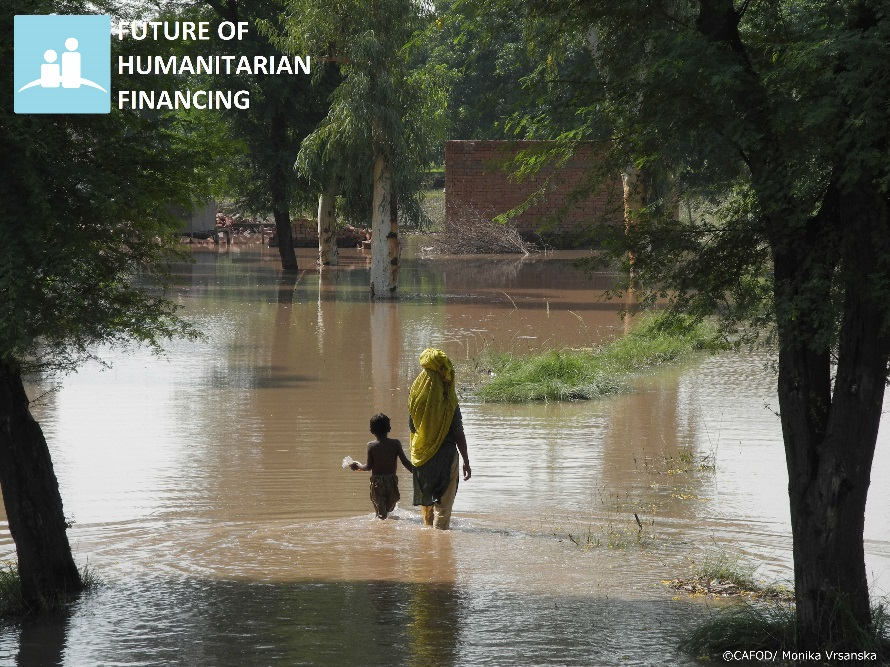 FUTURE OF
HUMANITARIAN
FINANCING
©CAFOD/ Monika Vrsanska